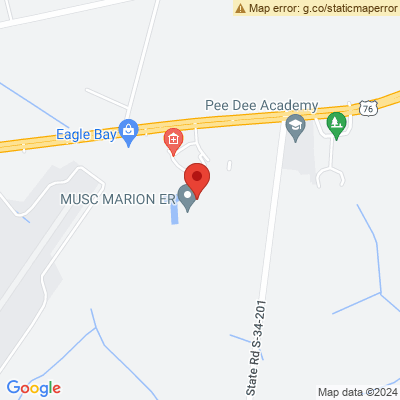 Map error: g.co/staticmaperror
Pee Dee Academy
76
Eagle Bay
MUSC MARION ER
State Rd S-34-201
Google
Map data ©2024